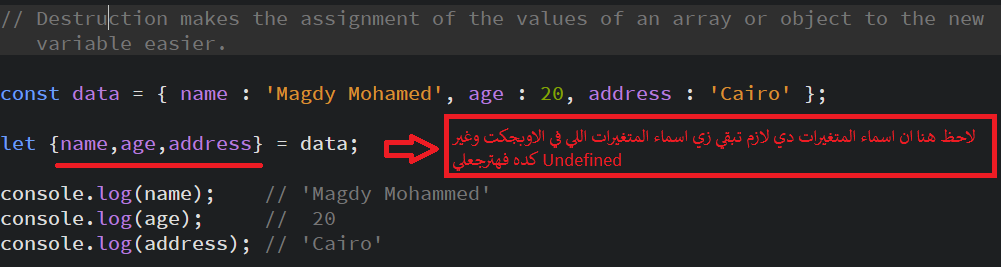 // Destruction makes the assignment of the values of an array or object to the new
variable easier.
const data = { name : 'Magdy Mohamed', age : 20, address : 'Cairo' };
let {name,age,address} = data;
لاحظ هنا ان اسماء المتغيرات دي لازم تبقي زي اسماء المتغيرات اللي في الاوبجكت وغير
كده فهترجعلي Undefined
console.log(name);    // 'Magdy Mohammed'
console.log(age);     //  20
console.log(address); // 'Cairo'